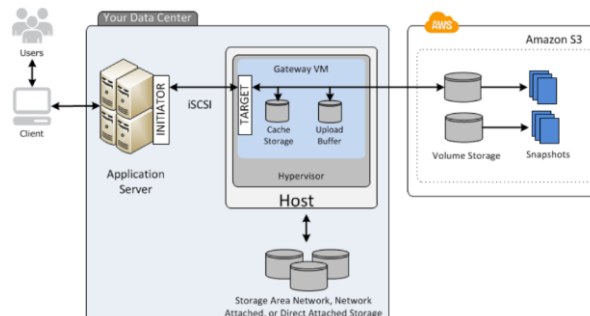 Your Data Center
AWS
Amazon S3
Users
Client
INITIATOR
iSCSI
TARGET
Gateway VM
Cache
Storage
Upload
Buffer
Hypervisor
Host
Application
Server
Volume Storage
Snapshots
Storage Area Network, Network
Attached, or Direct Attached Storage